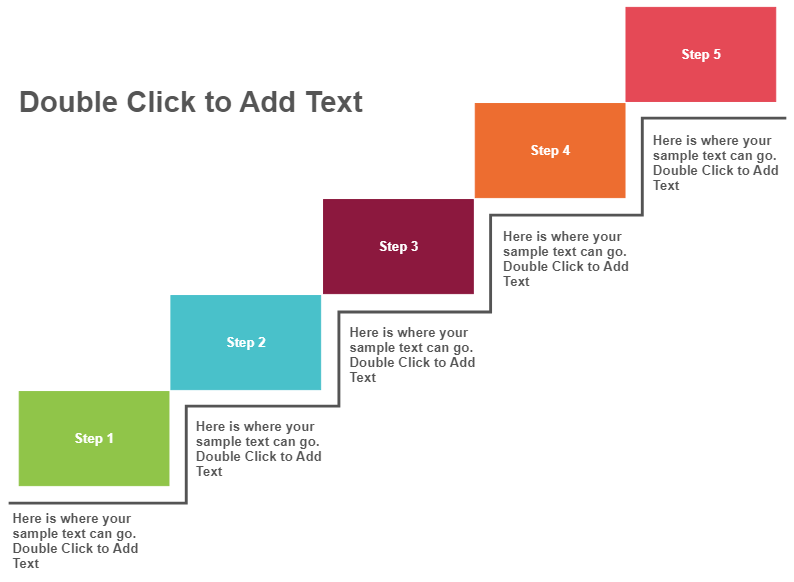 Double Click to Add Text
Step 1
Here is where your
sample text can go.
Double Click to Add
Text
Step 2
Here is where your
sample text can go.
Double Click to Add
Text
Step 3
Here is where your
sample text can go.
Double Click to Add
Text
Step 4
Here is where your
sample text can go.
Double Click to Add
Text
Step 5
Here is where your
sample text can go.
Double Click to Add
Text